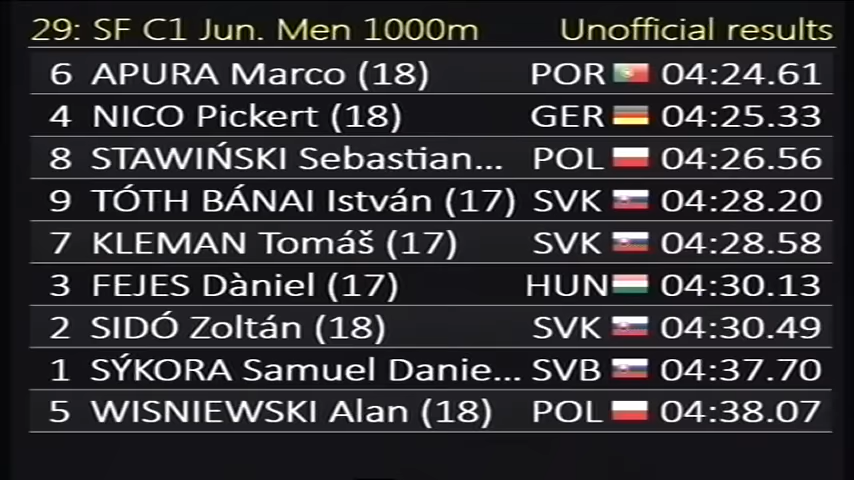 29: SF C1 Jun. Men 1000m Unofficial results
6 APURA Marco (18) POR 04:24.61
4 NICO Pickert (18) GER 04:25.33
8 STAWIŃSKI Sebastian... POL 04:26.56
9 TÓTH BÁNAI István (17) SVK 04:28.20
7 KLEMAN Tomáš (17) SVK 04:28.58
3 FEJES Dàniel (17) HUN 04:30.13
2 SIDÓ Zoltán (18) SVK 04:30.49
1 SÝKORA Samuel Danie... SVB 04:37.70
5 WISNIEWSKI Alan (18) POL 04:38.07